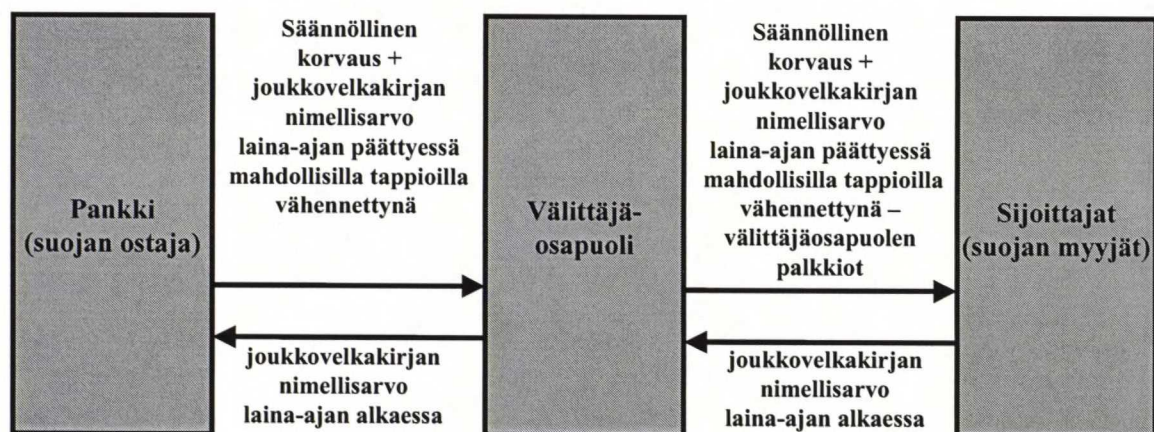 Pankki
(suojan ostaja)
Säännöllinen
korvaus +
joukkovelkakirjan
nimellisarvo
laina-ajan päättyessä
mahdollisilla tappioilla
vähennettynä
joukkovelkakirjan
nimellisarvo
laina-ajan alkaessa
Välittäjä-
osapuoli
Säännöllinen
korvaus +
joukkovelkakirjan
nimellisarvo
laina-ajan päättyessä
mahdollisilla tappioilla
vähennettynä –
välittäjäosapuolen
palkkiot
joukkovelkakirjan
nimellisarvo
laina-ajan alkaessa
Sijoittajat
(suojan myyjät)